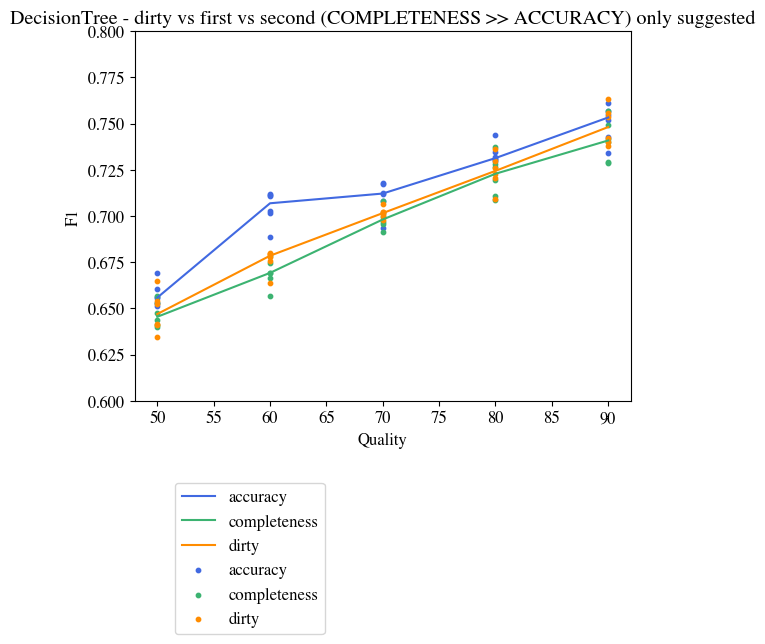 DecisionTree - dirty vs first vs second (COMPLETENESS >> ACCURACY) only suggested
0.800
0.775
0.750
0.725
0.700
0.675
0.650
0.625
0.600
F1
50 55 60 65 70 75 80 85 90
Quality
accuracy
completeness
dirty
accuracy
completeness
dirty